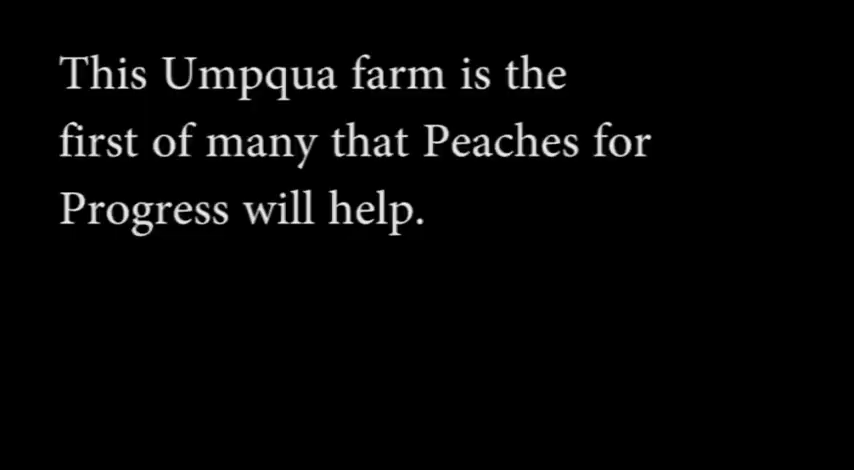 This Umpqua farm is the
first of many that Peaches for
Progress will help.